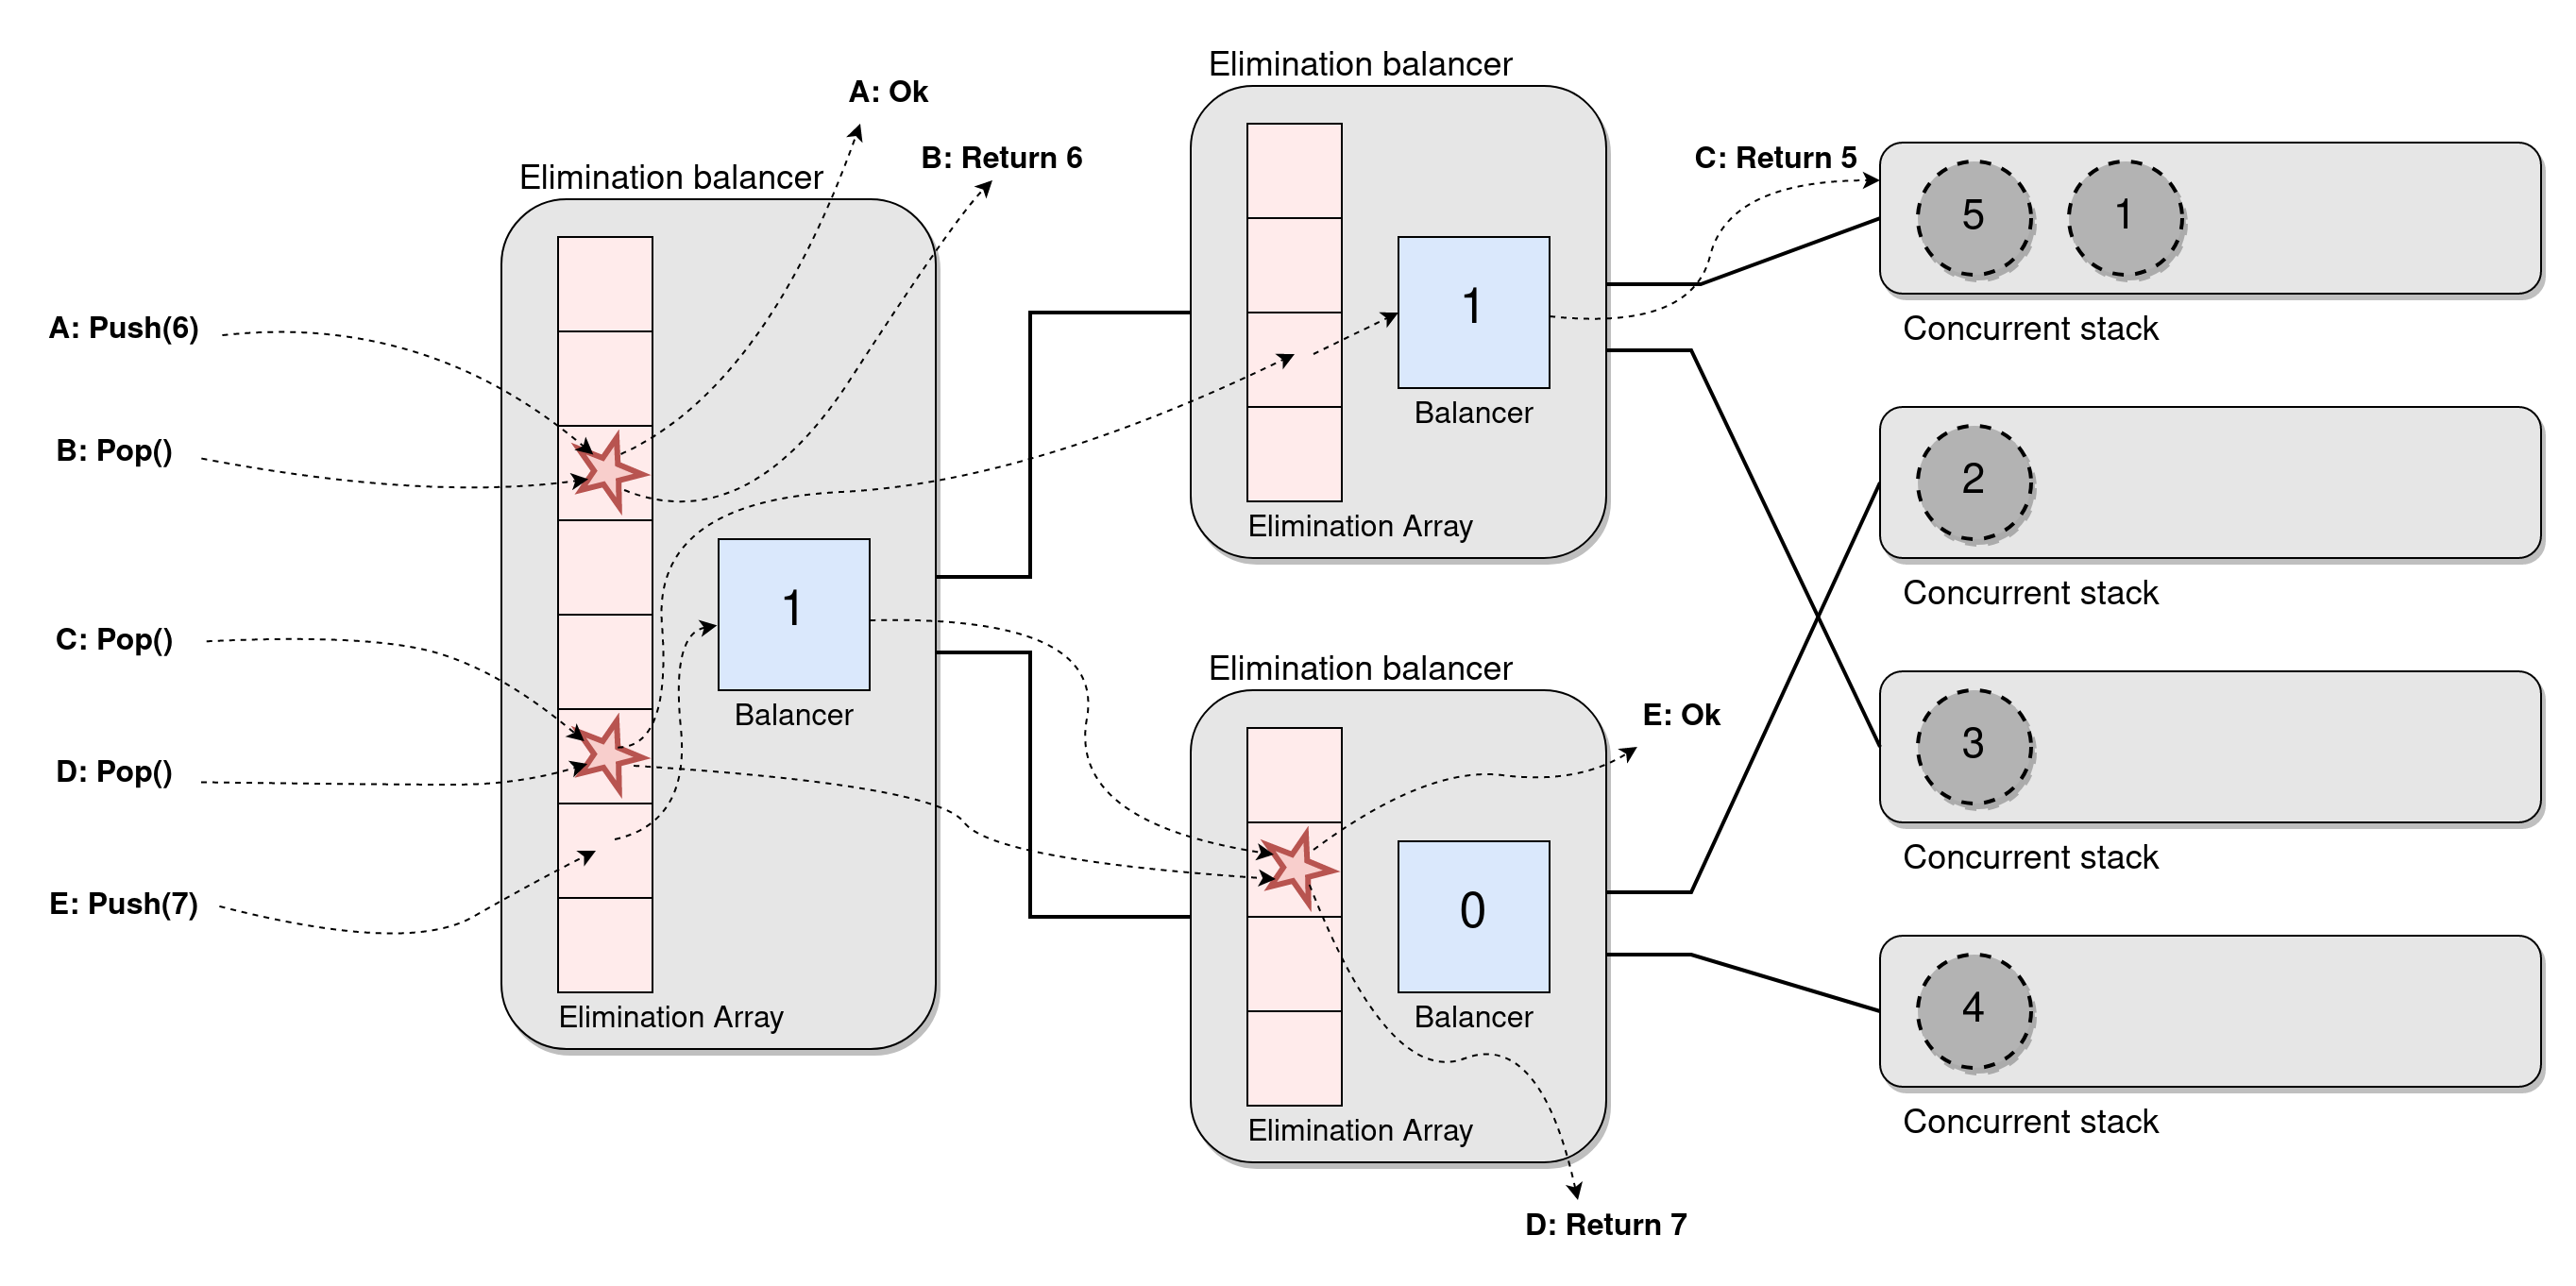 Elimination balancer
A: Ok
B: Return 6
C: Return 5
5
1
Elimination balancer
1
A: Push(6)
Concurrent stack
Balancer
B: Pop()
2
Elimination Array
Concurrent stack
1
C: Pop()
Elimination balancer
Balancer
E: Ok
3
D: Pop()
Concurrent stack
E: Push(7)
0
4
Elimination Array
Balancer
Elimination Array
Concurrent stack
D: Return 7